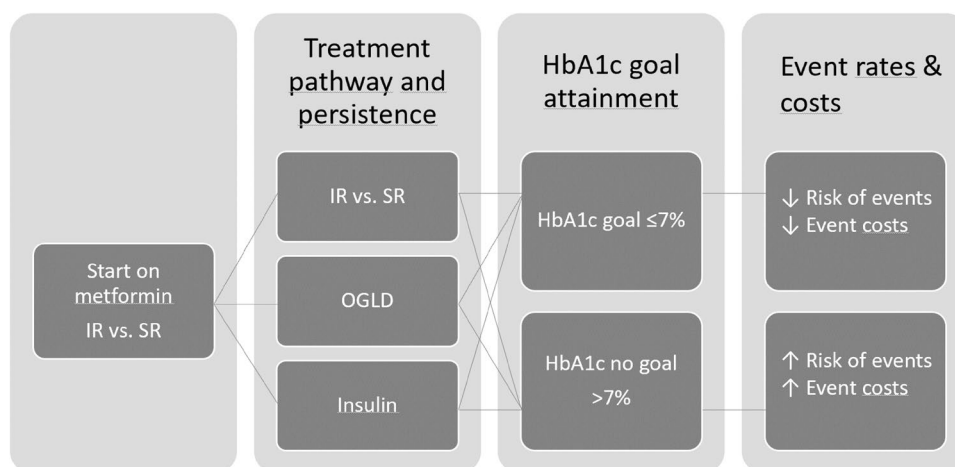 Treatment
pathway and
persistence
HbA1c goal
attainment
Event rates &
costs
Start on
metformin
IR vs. SR
IR vs. SR
OGLD
Insulin
HbA1c goal ≤7%
HbA1c no goal
>7%
↓ Risk of events
↓ Event costs
↑ Risk of events
↑ Event costs